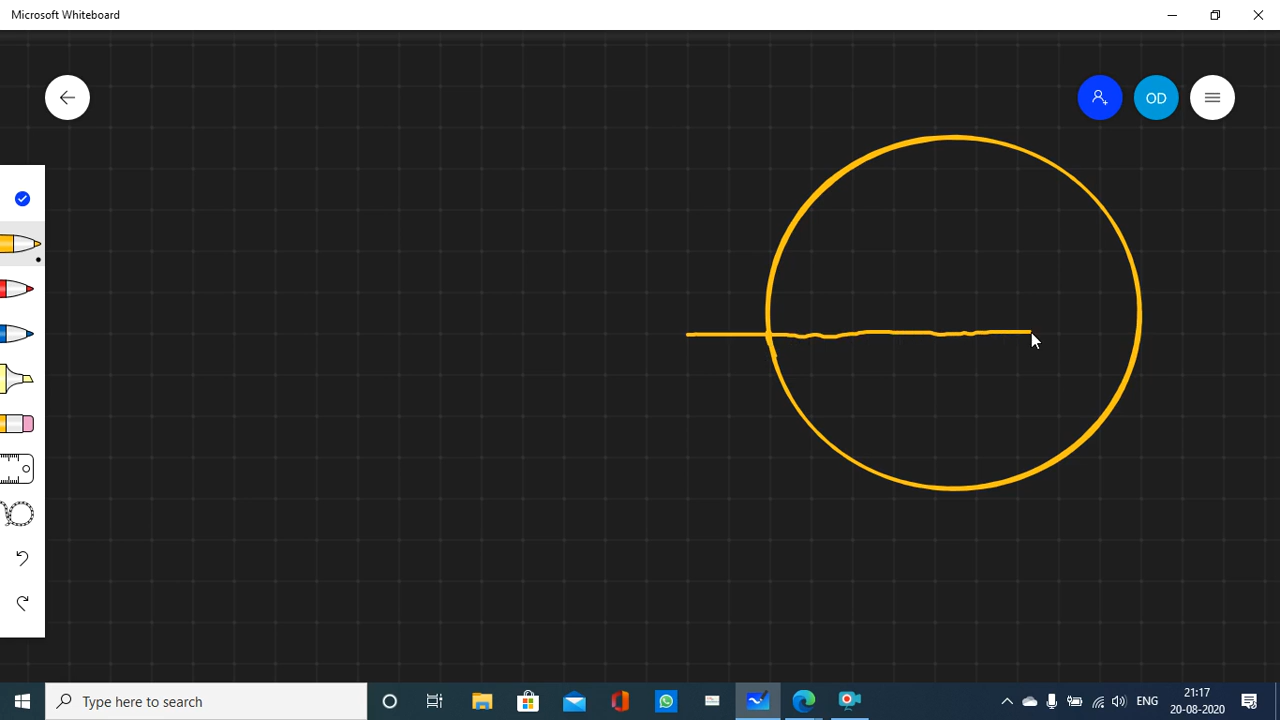 Microsoft Whiteboard
OD
Type here to search
ENG
21:17
20-08-2020